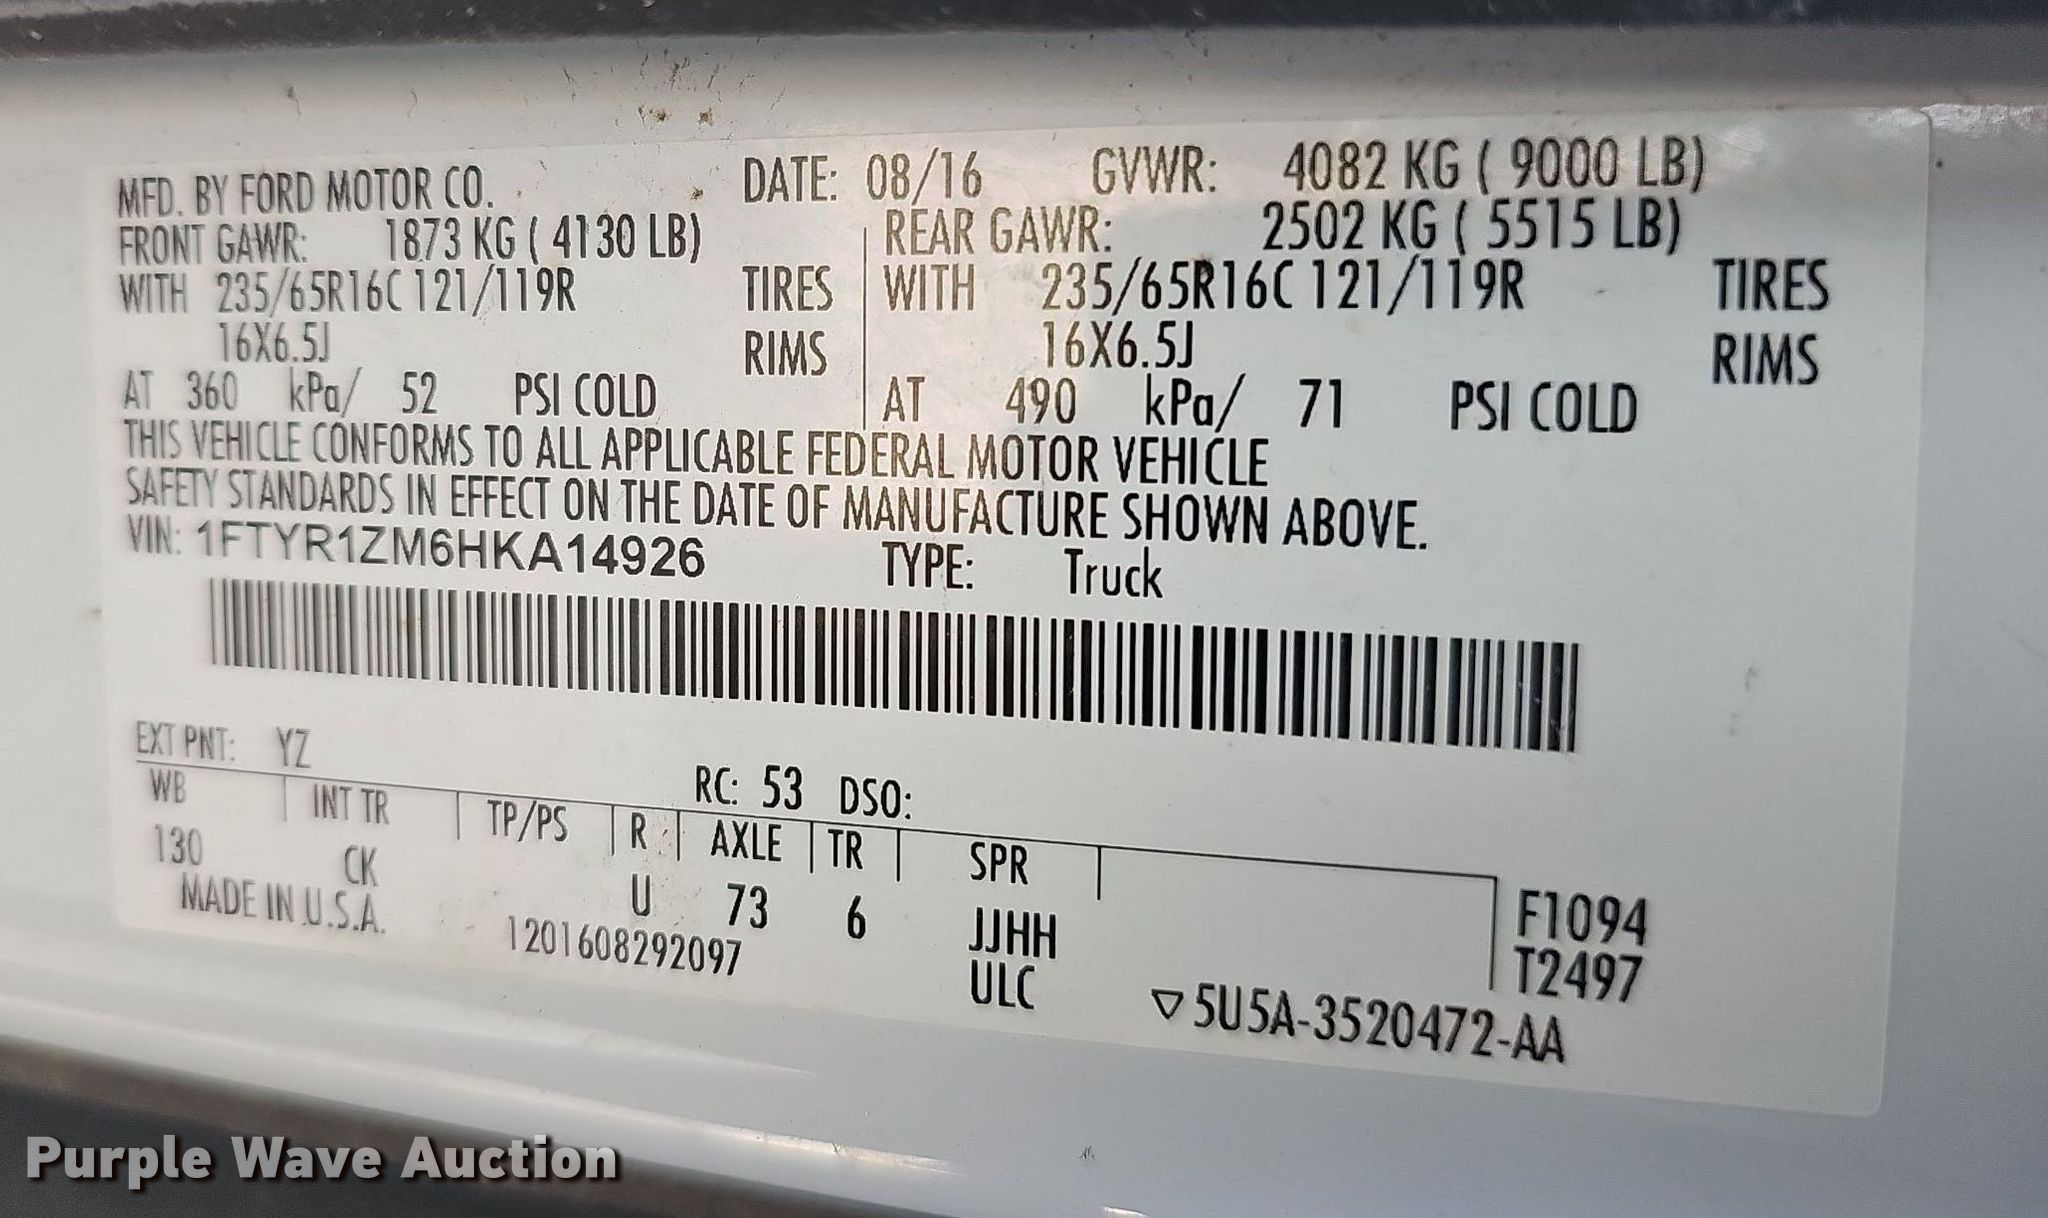 MFD. BY FORD MOTOR CO. DATE: 08/16 GVWR: 4082 KG ( 9000 LB)
FRONT GAWR: 1873 KG ( 4130 LB) REAR GAWR: 2502 KG ( 5515 LB)
WITH 235/65R16C 121/119R TIRES WITH 235/65R16C 121/119R TIRES
16X6.5J RIMS 16X6.5J RIMS
AT 360 kPa/ 52 PSI COLD AT 490 kPa/ 71 PSI COLD
THIS VEHICLE CONFORMS TO ALL APPLICABLE FEDERAL MOTOR VEHICLE
SAFETY STANDARDS IN EFFECT ON THE DATE OF MANUFACTURE SHOWN ABOVE.
VIN: 1FTYR1ZM6HKA14926 TYPE: Truck
EXT PNT: YZ RC: 53 DSO:
WB INT TR TP/PS R AXLE TR SPR
130 CK U 73 6 JJHH F1094
MADE IN U.S.A. 1201608292097 ULC T2497
▽5U5A-3520472-AA
Purple Wave Auction